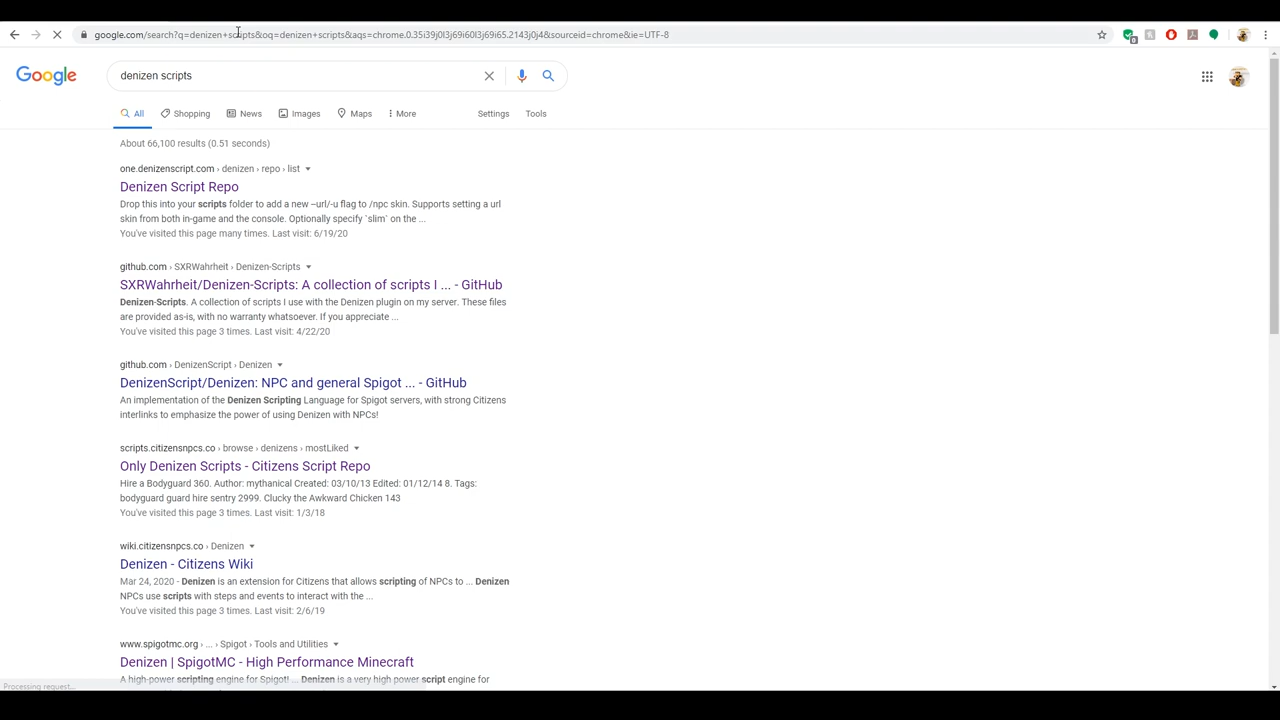 google.com/search?q=denizen+scripts&oq=denizen+scripts&aqs=chrome.0.35i39j0l3j69i60l3j69i65.2143j0j4&sourceid=chrome&ie=UTF-8
Google
denizen scripts
All Shopping News Images Maps More Settings Tools
About 66,100 results (0.51 seconds)
one.denizenscript.com › denizen › repo › list
Denizen Script Repo
Drop this into your scripts folder to add a new –url/-u flag to /npc skin. Supports setting a url
skin from both in-game and the console. Optionally specify `slim` on the ...
You've visited this page many times. Last visit: 6/19/20
github.com › SXRWahrheit › Denizen-Scripts
SXRWahrheit/Denizen-Scripts: A collection of scripts I ... - GitHub
Denizen-Scripts. A collection of scripts I use with the Denizen plugin on my server. These files
are provided as-is, with no warranty whatsoever. If you appreciate ...
You've visited this page 3 times. Last visit: 4/22/20
github.com › DenizenScript › Denizen
DenizenScript/Denizen: NPC and general Spigot ... - GitHub
An implementation of the Denizen Scripting Language for Spigot servers, with strong Citizens
interlinks to emphasize the power of using Denizen with NPCs!
scripts.citizensnpcs.co › browse › denizens › mostLiked
Only Denizen Scripts - Citizens Script Repo
Hire a Bodyguard 360. Author: mythanical Created: 03/10/13 Edited: 01/12/14 8. Tags:
bodyguard guard hire sentry 2999. Clucky the Awkward Chicken 143
You've visited this page 3 times. Last visit: 1/3/18
wiki.citizensnpcs.co › Denizen
Denizen - Citizens Wiki
Mar 24, 2020 - Denizen is an extension for Citizens that allows scripting of NPCs to ... Denizen
NPCs use scripts with steps and events to interact with the ...
You've visited this page 3 times. Last visit: 2/6/19
www.spigotmc.org › ... › Spigot › Tools and Utilities
Denizen | SpigotMC - High Performance Minecraft
A high-power scripting engine for Spigot! ... Denizen is a very high power script engine for
Processing request...